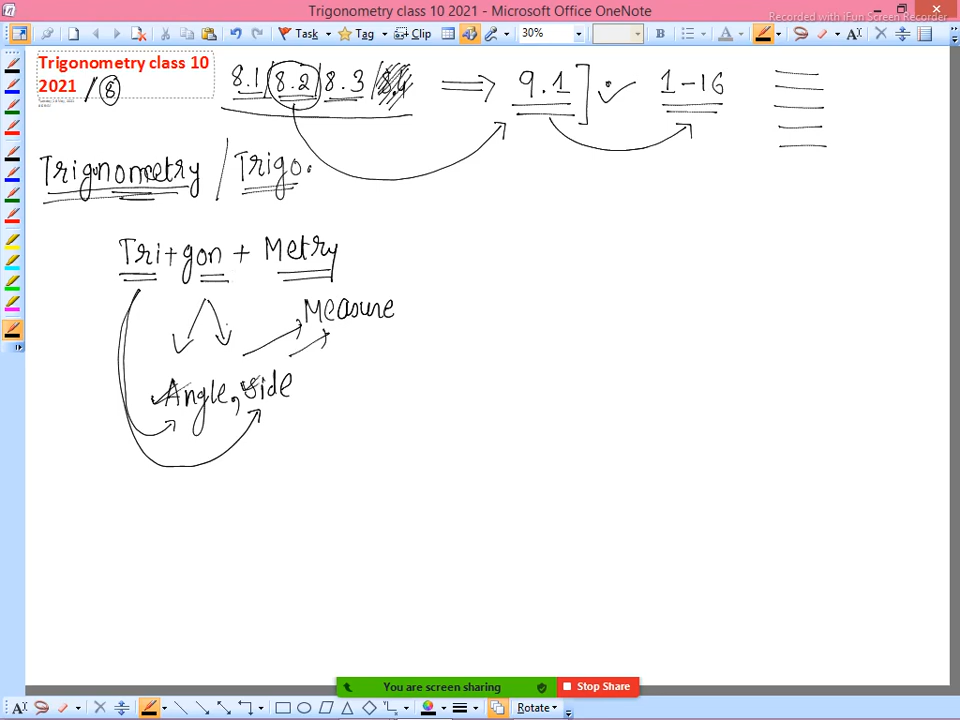 Trigonometry class 10 2021 - Microsoft Office OneNote
Recorded with iFun Screen Recorder
Task Tag Clip 30% B A
Trigonometry class 10
2021 / 8
8.1 / 8.2 / 8.3 / 8.4 ⟹ 9.1 ] ✓ 1-16
Trigonometry / Trigo.
Tri + gon + Metry
Measure
Angle, Side
You are screen sharing Stop Share
Rotate